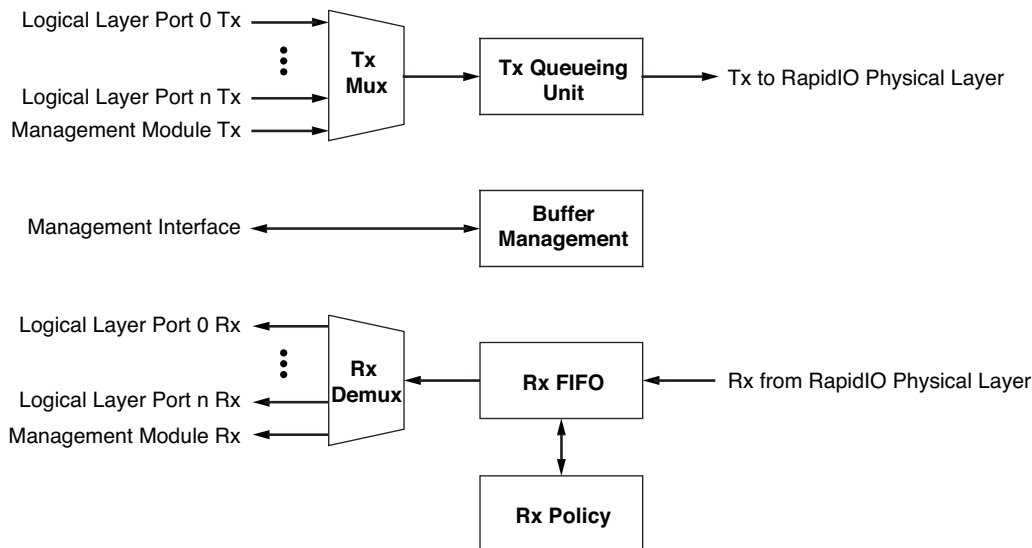 Logical Layer Port 0 Tx
Logical Layer Port n Tx
Management Module Tx
Tx
Mux
Tx Queueing
Unit
Tx to RapidIO Physical Layer
Management Interface
Buffer
Management
Logical Layer Port 0 Rx
Logical Layer Port n Rx
Management Module Rx
Rx
Demux
Rx FIFO
Rx from RapidIO Physical Layer
Rx Policy